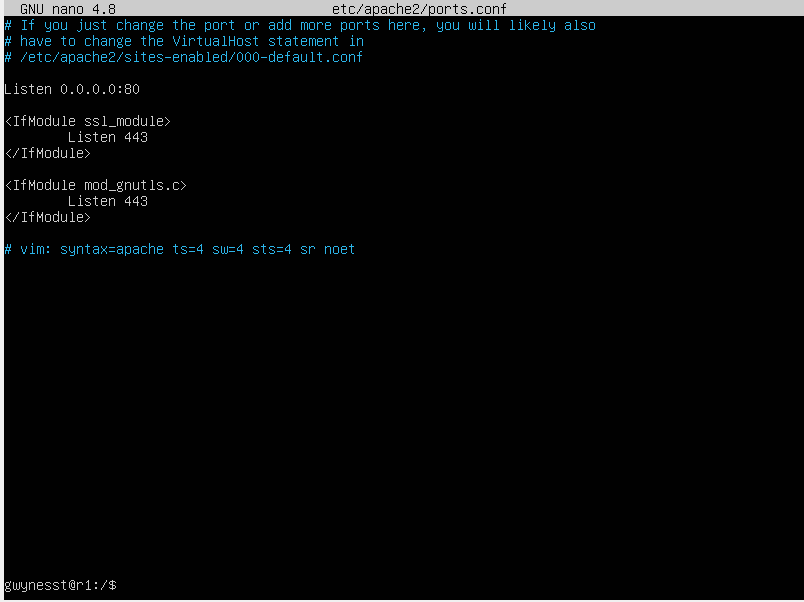 GNU nano 4.8 etc/apache2/ports.conf
# If you just change the port or add more ports here, you will likely also
# have to change the VirtualHost statement in
# /etc/apache2/sites-enabled/000-default.conf
Listen 0.0.0.0:80
<IfModule ssl_module>
Listen 443
</IfModule>
<IfModule mod_gnutls.c>
Listen 443
</IfModule>
# vim: syntax=apache ts=4 sw=4 sts=4 sr noet
gwynesst@r1:/$